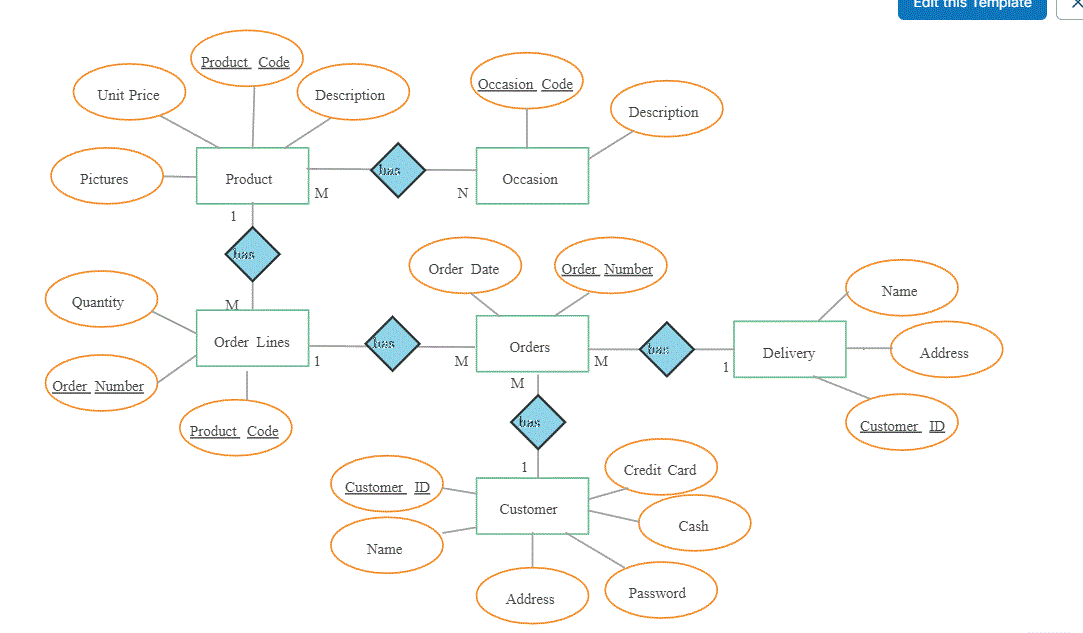 Edit this Template
Product Code
Unit Price
Description
Occasion Code
Description
Pictures
Product
has
Occasion
M
N
1
has
M
Order Date
Order Number
Name
Quantity
Order Lines
has
Orders
has
Delivery
Address
1
M
M
1
Order Number
M
Product Code
has
Customer ID
1
Credit Card
Customer ID
Customer
Cash
Name
Address
Password